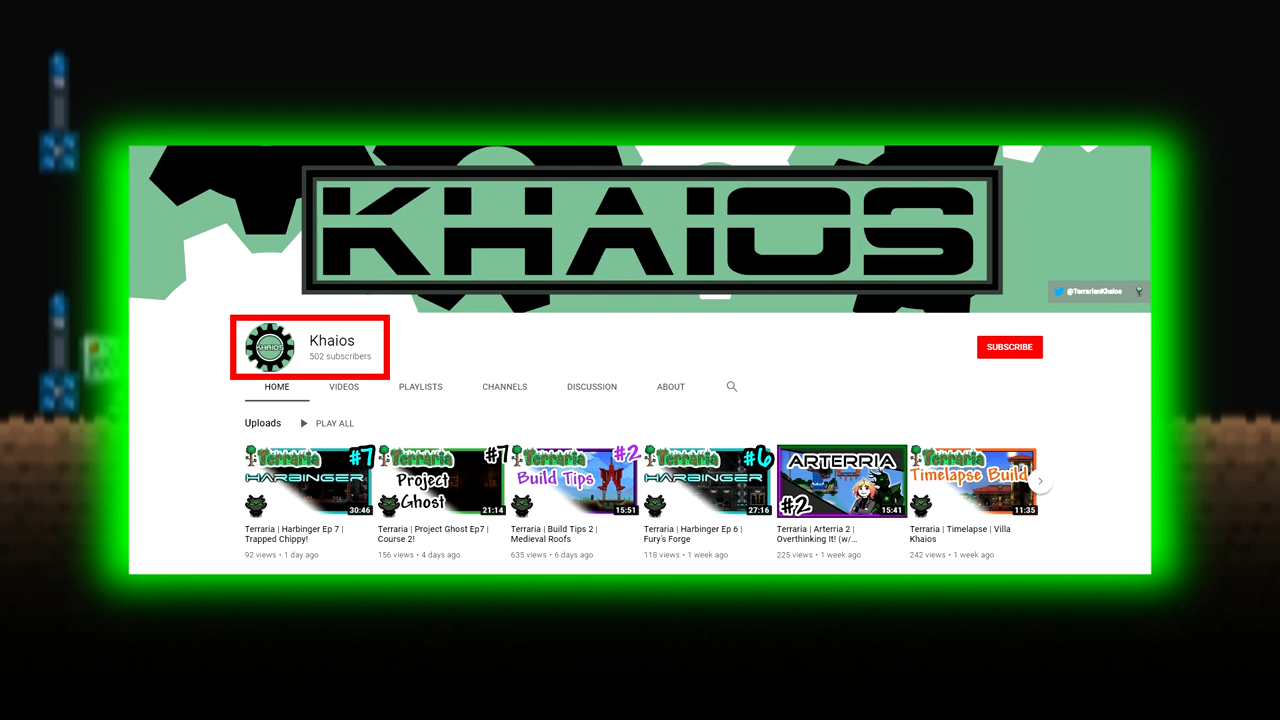 KHAIOS
@TerrarianKhaios
KHAIOS
Khaios
502 subscribers
SUBSCRIBE
HOME VIDEOS PLAYLISTS CHANNELS DISCUSSION ABOUT
Uploads PLAY ALL
Terraria #7
HARBINGER
30:46
Terraria #7
Project
Ghost
21:14
Terraria #2
Build Tips
15:51
Terraria #6
HARBINGER
27:16
ARTERRIA
#2
15:41
Terraria
Timelapse Build
11:35
Terraria | Harbinger Ep 7 |
Trapped Chippy!
92 views • 1 day ago
Terraria | Project Ghost Ep7 |
Course 2!
156 views • 4 days ago
Terraria | Build Tips 2 |
Medieval Roofs
635 views • 6 days ago
Terraria | Harbinger Ep 6 |
Fury's Forge
118 views • 1 week ago
Terraria | Arterria 2 |
Overthinking It! (w/...
225 views • 1 week ago
Terraria | Timelapse | Villa
Khaios
242 views • 1 week ago